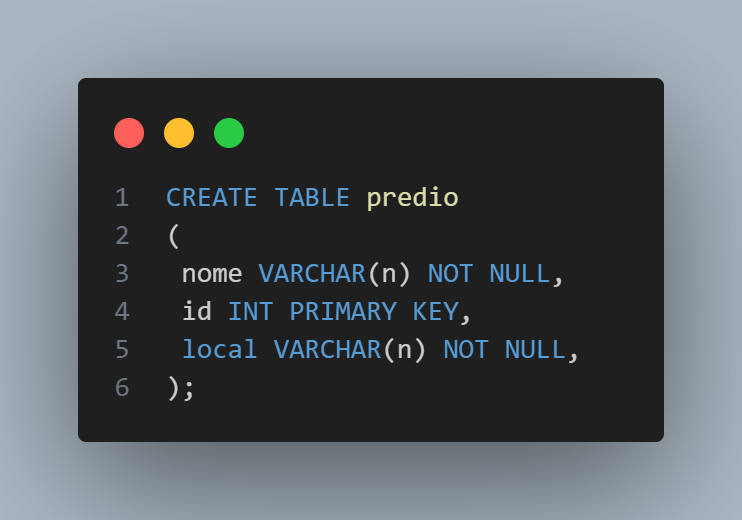 1 CREATE TABLE predio
2 (
3 nome VARCHAR(n) NOT NULL,
4 id INT PRIMARY KEY,
5 local VARCHAR(n) NOT NULL,
6 );